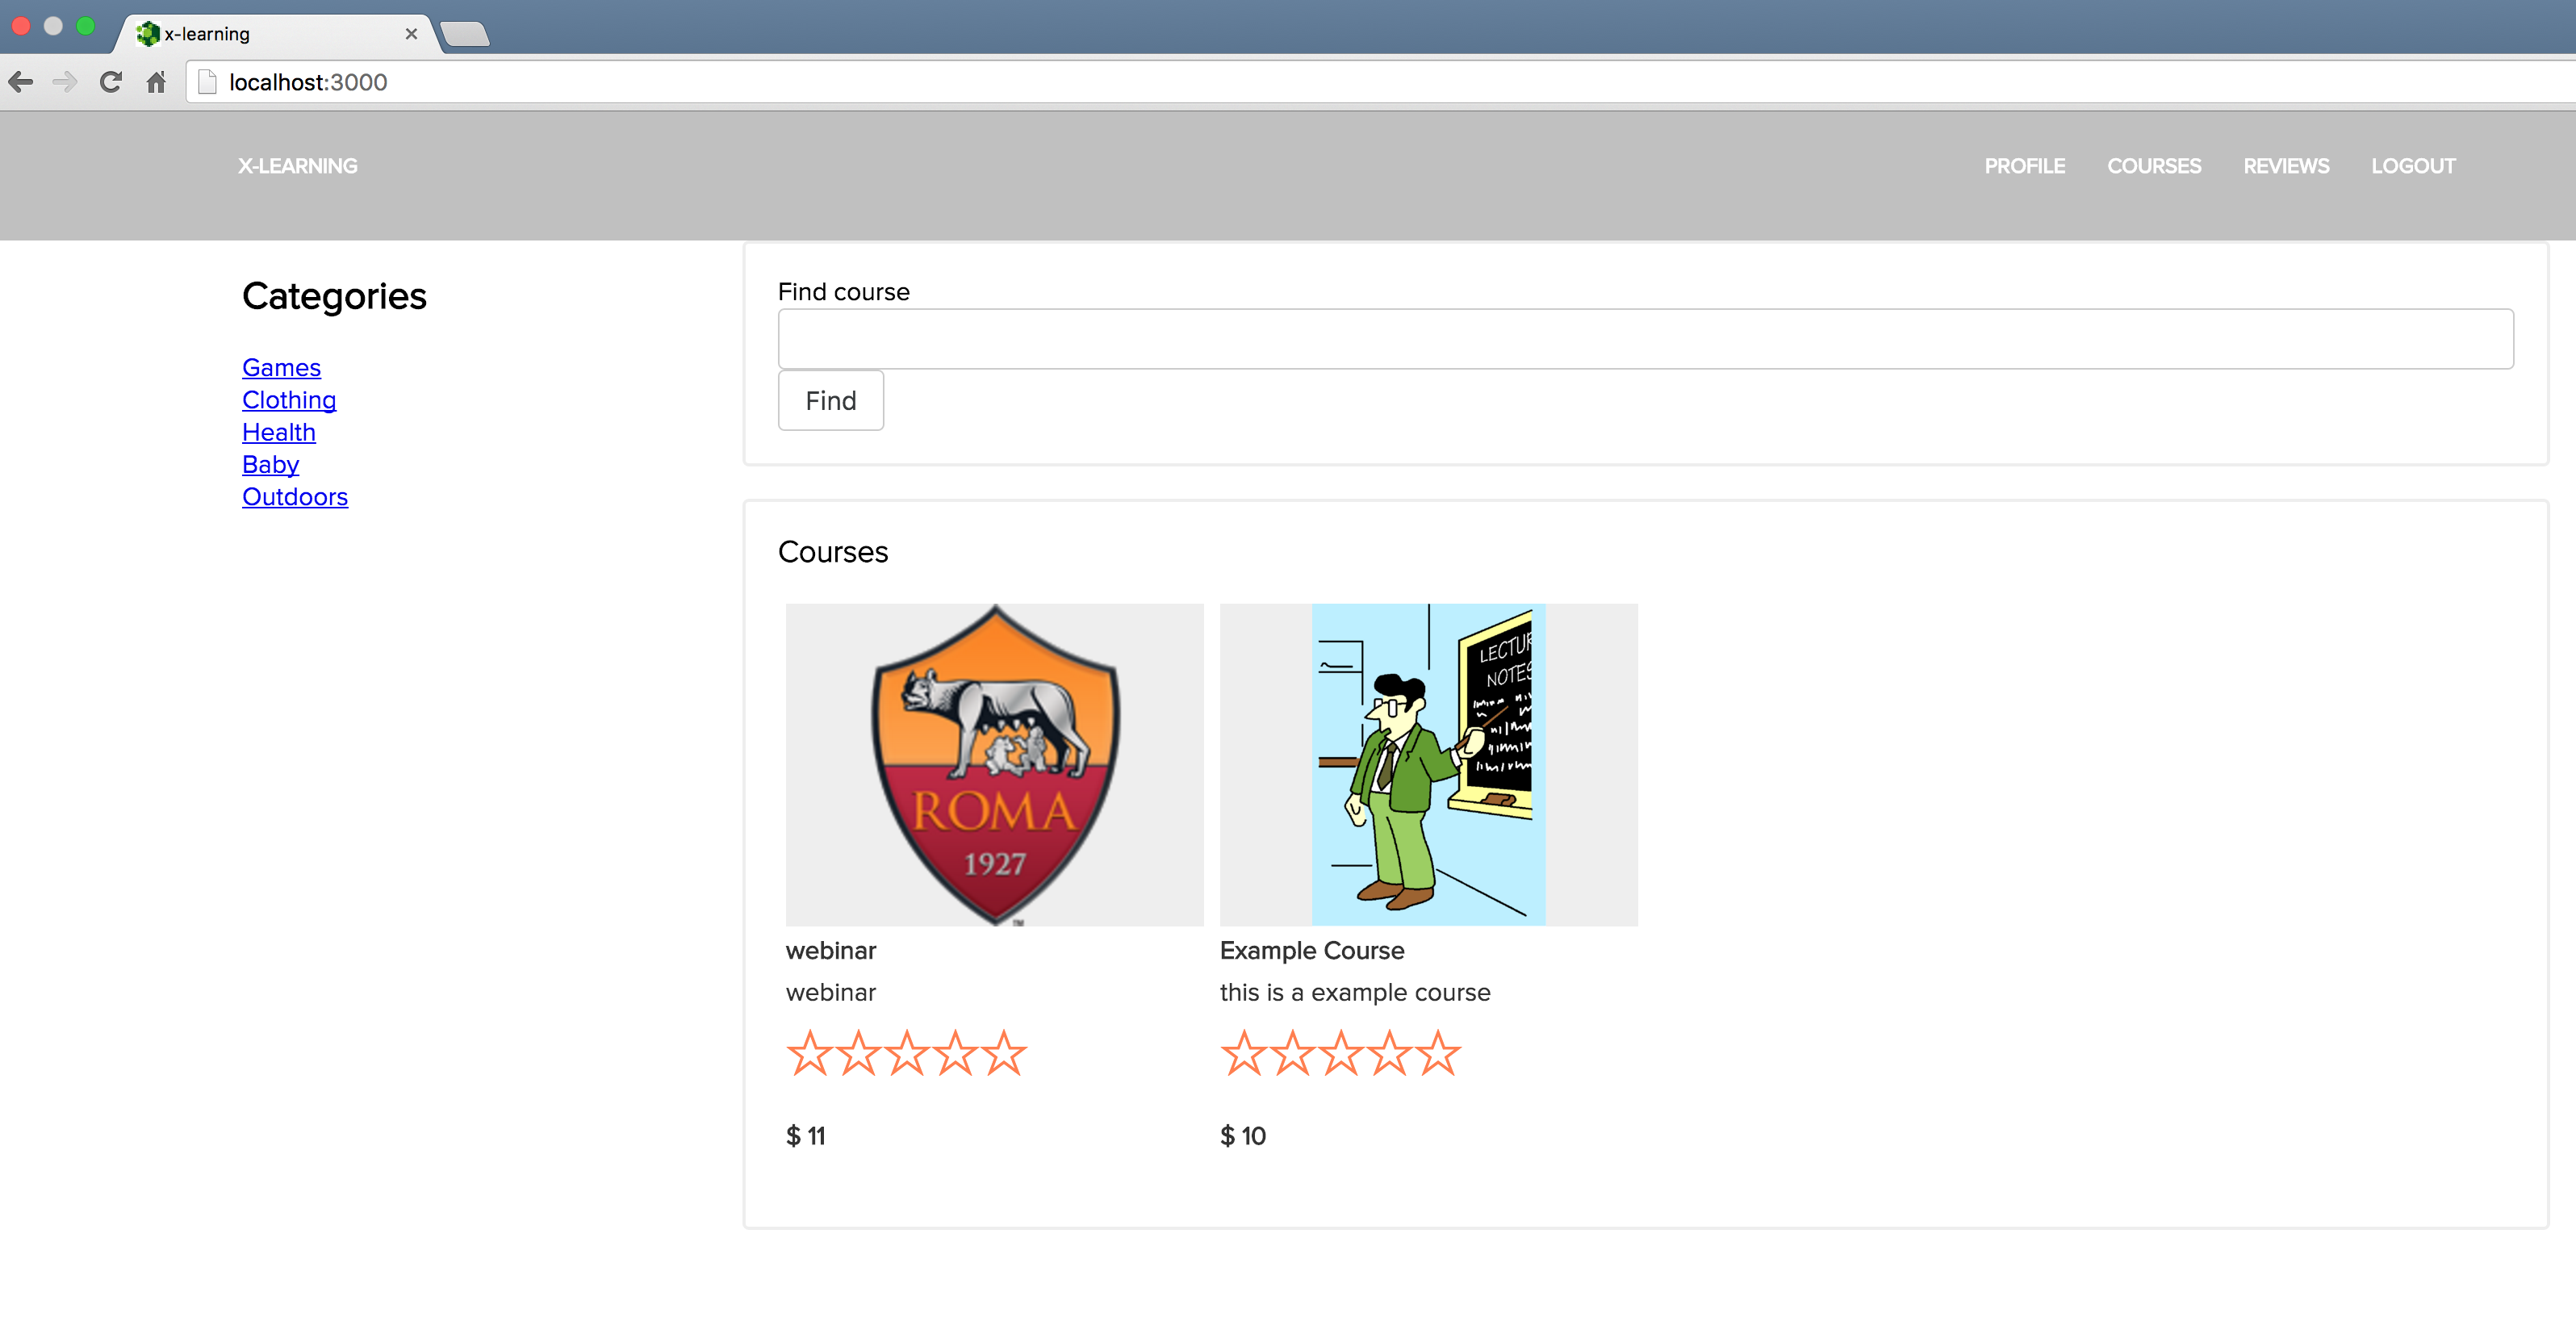 x-learning
localhost:3000
X-LEARNING
PROFILE COURSES REVIEWS LOGOUT
Categories
Games
Clothing
Health
Baby
Outdoors
Find course
Find
Courses
ROMA
1927
TM
LECTUR
NOTES
webinar
webinar
$ 11
Example Course
this is a example course
$ 10